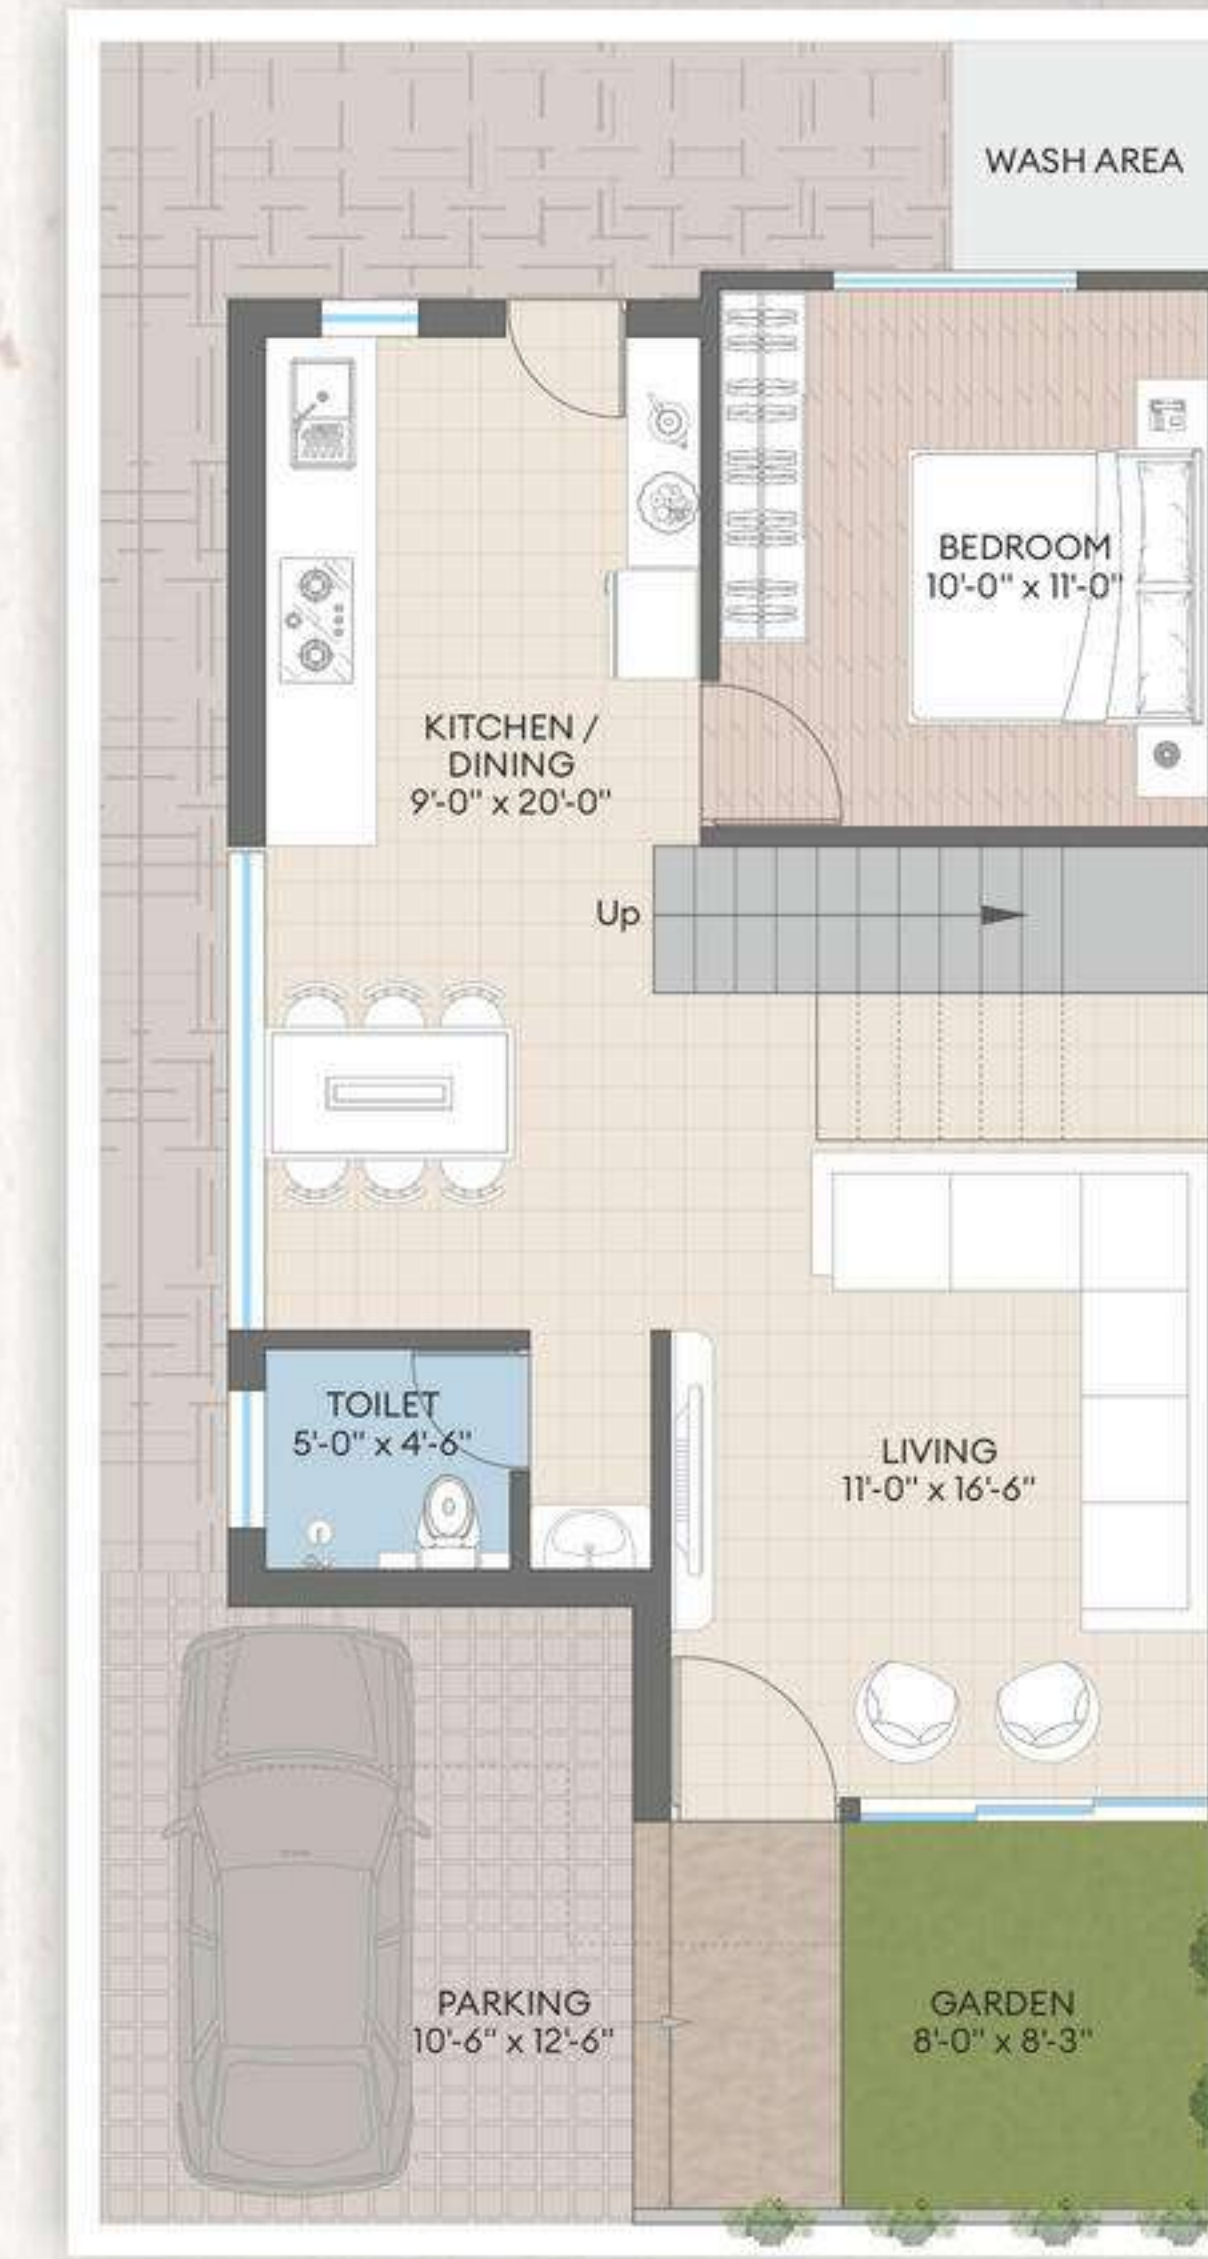 WASH AREA
BEDROOM
10'-0" x 11'-0"
KITCHEN /
DINING
9'-0" x 20'-0"
Up
TOILET
5'-0" x 4'-6"
LIVING
11'-0" x 16'-6"
PARKING
10'-6" x 12'-6"
GARDEN
8'-0" x 8'-3"